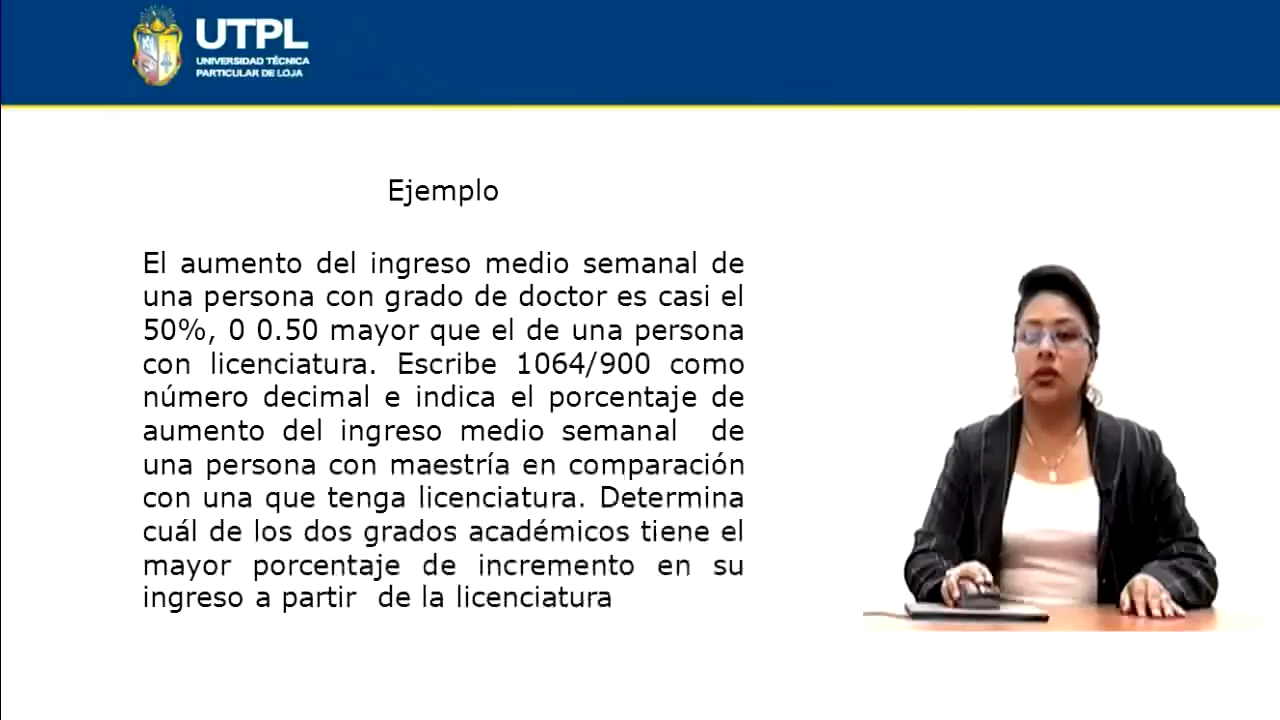 UTPL
UNIVERSIDAD TÉCNICA
PARTICULAR DE LOJA
Ejemplo
El aumento del ingreso medio semanal de
una persona con grado de doctor es casi el
50%, 0 0.50 mayor que el de una persona
con licenciatura. Escribe 1064/900 como
número decimal e indica el porcentaje de
aumento del ingreso medio semanal de
una persona con maestría en comparación
con una que tenga licenciatura. Determina
cuál de los dos grados académicos tiene el
mayor porcentaje de incremento en su
ingreso a partir de la licenciatura